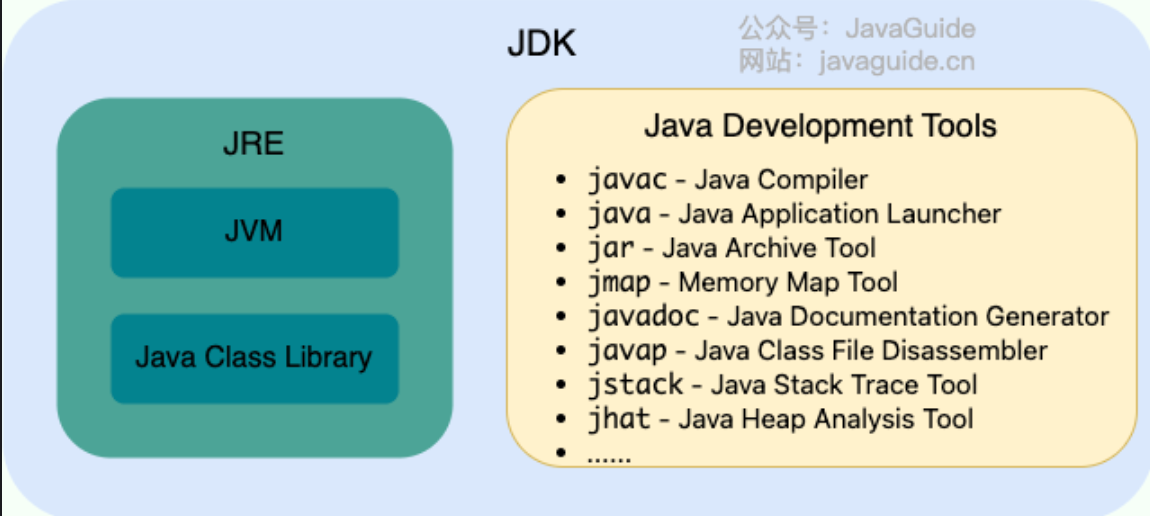 JDK
公众号：JavaGuide
网站：javaguide.cn
JRE
JVM
Java Class Library
Java Development Tools
• javac - Java Compiler
• java - Java Application Launcher
• jar - Java Archive Tool
• jmap - Memory Map Tool
• javadoc - Java Documentation Generator
• javap - Java Class File Disassembler
• jstack - Java Stack Trace Tool
• jhat - Java Heap Analysis Tool
• ......